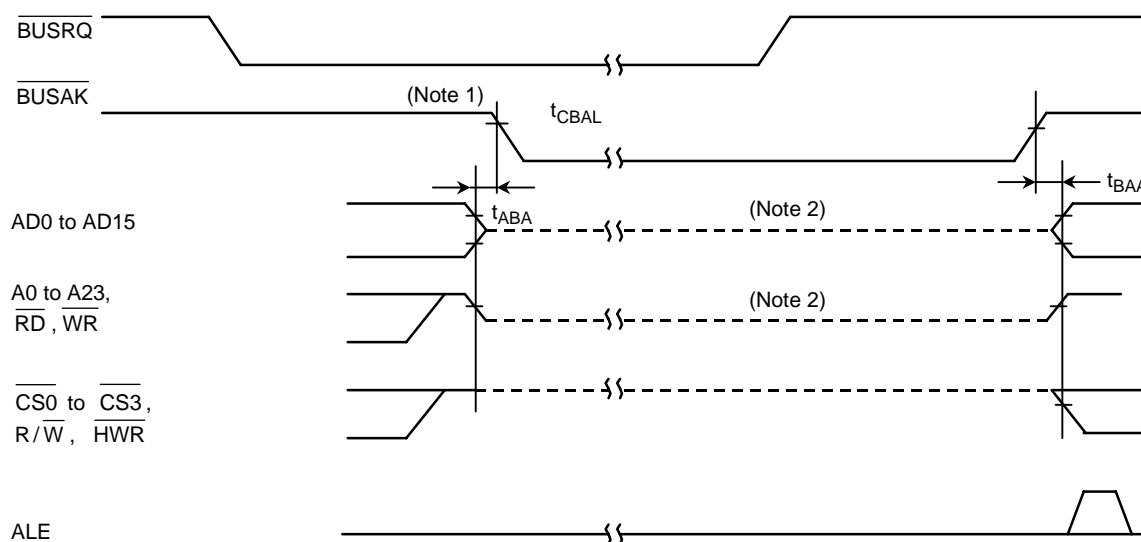 BUSRQ
BUSAK
(Note 1)
tCBAL
tBAA
tABA
AD0 to AD15
(Note 2)
A0 to A23,
RD , WR
(Note 2)
CS0 to CS3 ,
R/W , HWR
ALE